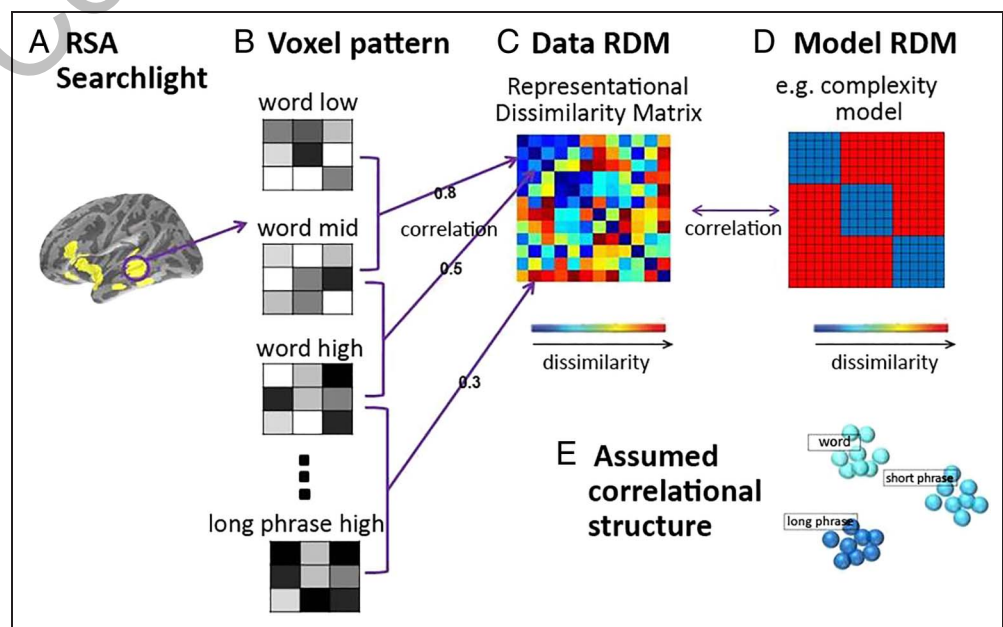 A RSA
Searchlight
B Voxel pattern
word low
word mid
word high
long phrase high
0.8
correlation
0.5
0.3
C Data RDM
Representational
Dissimilarity Matrix
dissimilarity
correlation
D Model RDM
e.g. complexity
model
dissimilarity
E Assumed
correlational
structure
word
short phrase
long phrase